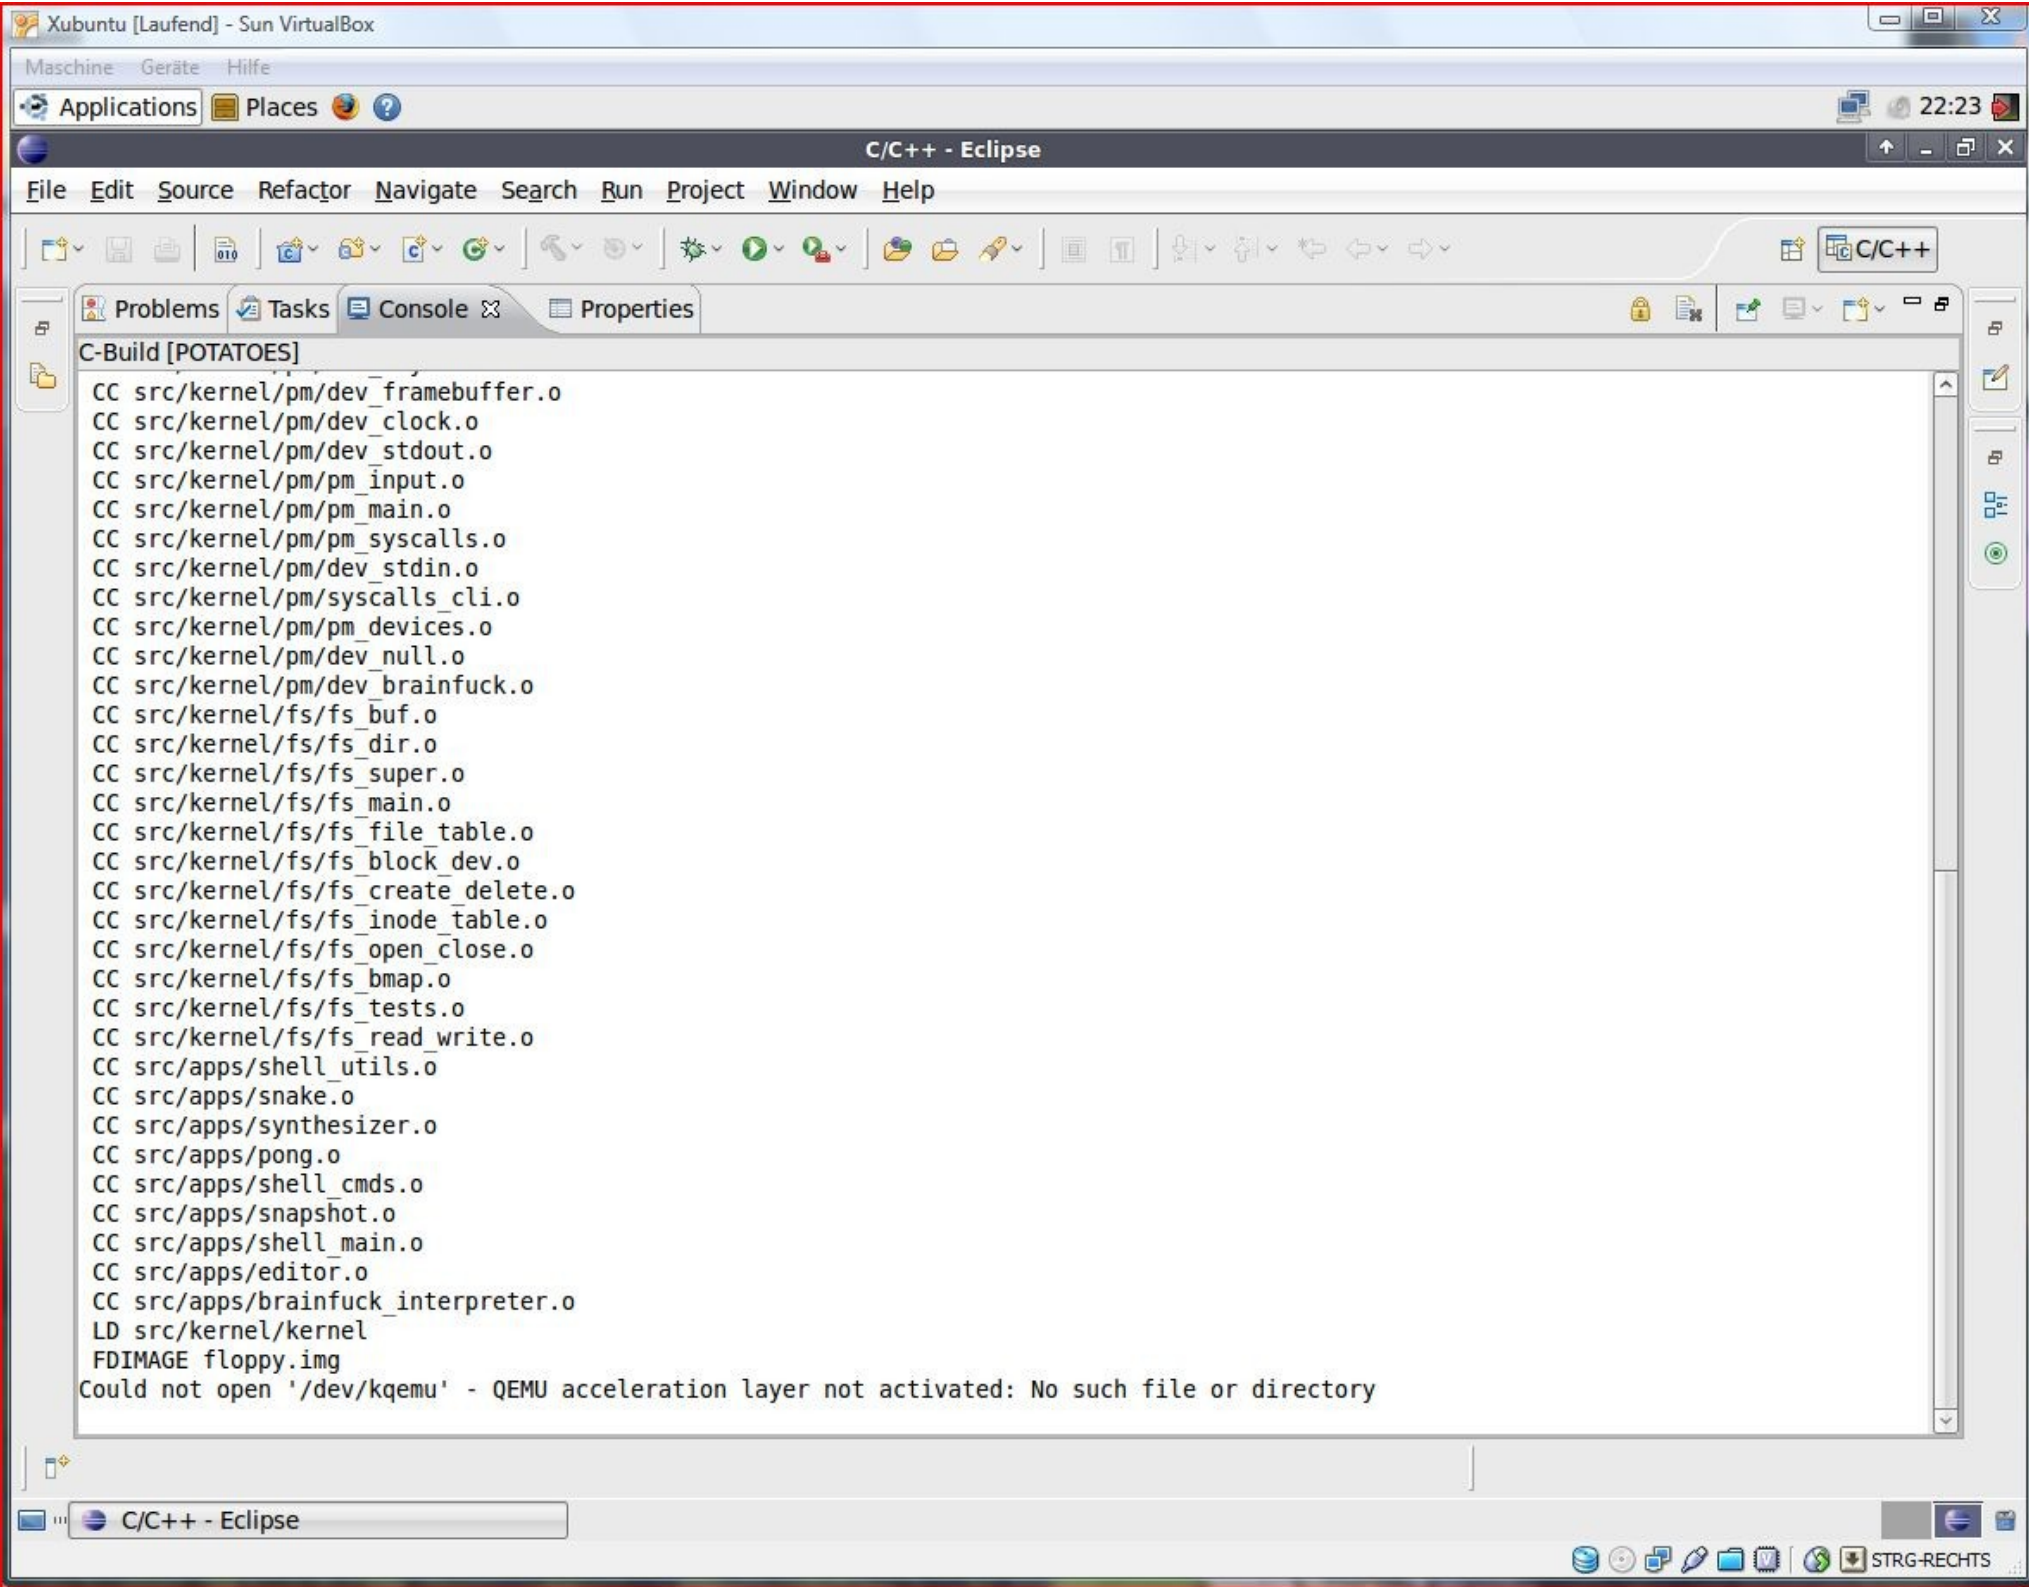 Xubuntu [Laufend] - Sun VirtualBox
Maschine Geräte Hilfe
Applications Places 22:23
C/C++ - Eclipse
File Edit Source Refactor Navigate Search Run Project Window Help
C/C++
Problems Tasks Console Properties
C-Build [POTATOES]
CC src/kernel/pm/dev_framebuffer.o
CC src/kernel/pm/dev_clock.o
CC src/kernel/pm/dev_stdout.o
CC src/kernel/pm/pm_input.o
CC src/kernel/pm/pm_main.o
CC src/kernel/pm/pm_syscalls.o
CC src/kernel/pm/dev_stdin.o
CC src/kernel/pm/syscalls_cli.o
CC src/kernel/pm/pm_devices.o
CC src/kernel/pm/dev_null.o
CC src/kernel/pm/dev_brainfuck.o
CC src/kernel/fs/fs_buf.o
CC src/kernel/fs/fs_dir.o
CC src/kernel/fs/fs_super.o
CC src/kernel/fs/fs_main.o
CC src/kernel/fs/fs_file_table.o
CC src/kernel/fs/fs_block_dev.o
CC src/kernel/fs/fs_create_delete.o
CC src/kernel/fs/fs_inode_table.o
CC src/kernel/fs/fs_open_close.o
CC src/kernel/fs/fs_bmap.o
CC src/kernel/fs/fs_tests.o
CC src/kernel/fs/fs_read_write.o
CC src/apps/shell_utils.o
CC src/apps/snake.o
CC src/apps/synthesizer.o
CC src/apps/pong.o
CC src/apps/shell_cmds.o
CC src/apps/snapshot.o
CC src/apps/shell_main.o
CC src/apps/editor.o
CC src/apps/brainfuck_interpreter.o
LD src/kernel/kernel
FDIMAGE floppy.img
Could not open '/dev/kqemu' - QEMU acceleration layer not activated: No such file or directory
C/C++ - Eclipse
STRG-RECHTS